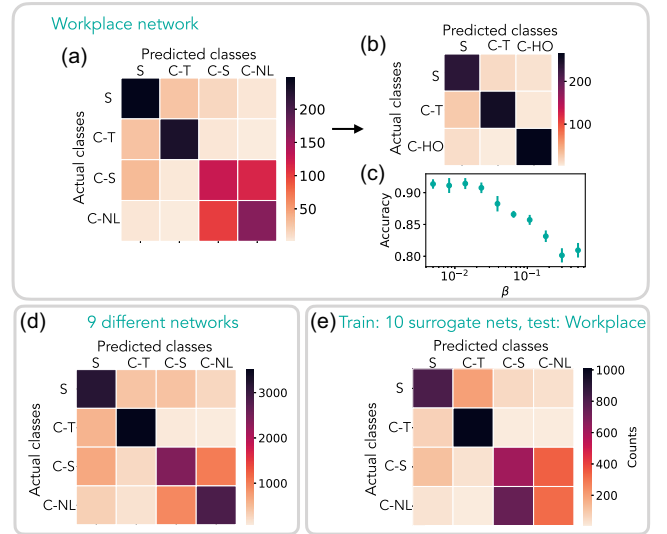 Workplace network
(a)
Predicted classes
S C-T C-S C-NL
Actual classes
S
C-T
C-S
C-NL
200
150
100
50
(b)
Predicted classes
S C-T C-HO
Actual classes
S
C-T
C-HO
200
100
(c)
Accuracy
0.90
0.85
0.80
10⁻² 10⁻¹
β
(d) 9 different networks
Predicted classes
S C-T C-S C-NL
Actual classes
S
C-T
C-S
C-NL
3000
2000
1000
(e) Train: 10 surrogate nets, test: Workplace
Predicted classes
S C-T C-S C-NL
Actual classes
S
C-T
C-S
C-NL
1000
800
600
400
200
Counts